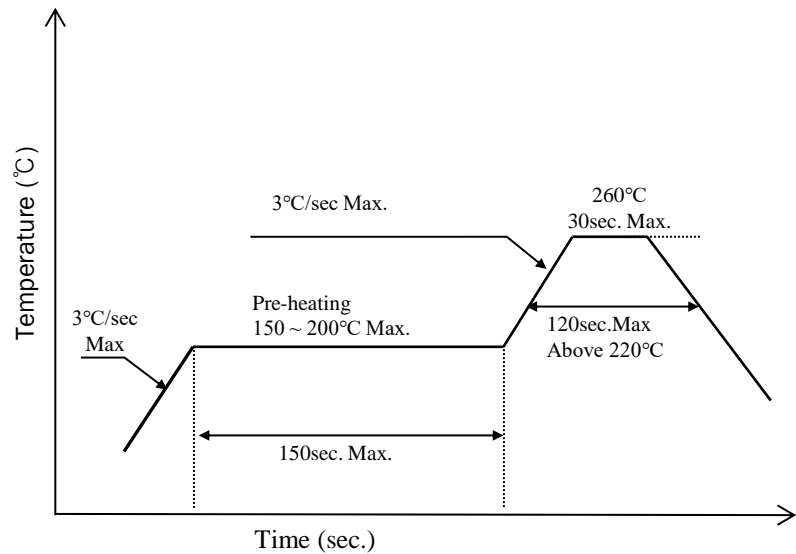 Temperature (℃)
3°C/sec Max.
260°C
30sec. Max.
Pre-heating
150 ~ 200°C Max.
3°C/sec
Max
120sec.Max
Above 220°C
150sec. Max.
Time (sec.)